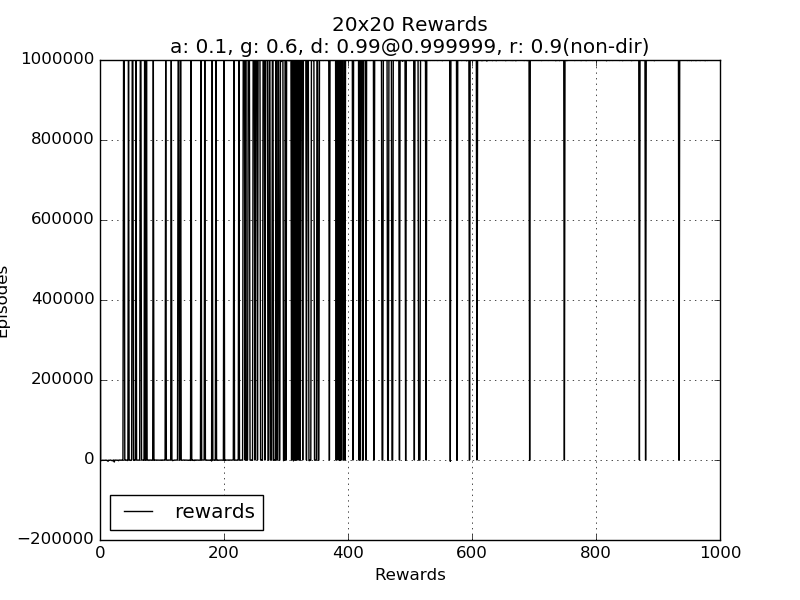 20x20 Rewards
a: 0.1, g: 0.6, d: 0.99@0.999999, r: 0.9(non-dir)
1000000
800000
600000
400000
200000
0
−200000
Episodes
rewards
0 200 400 600 800 1000
Rewards